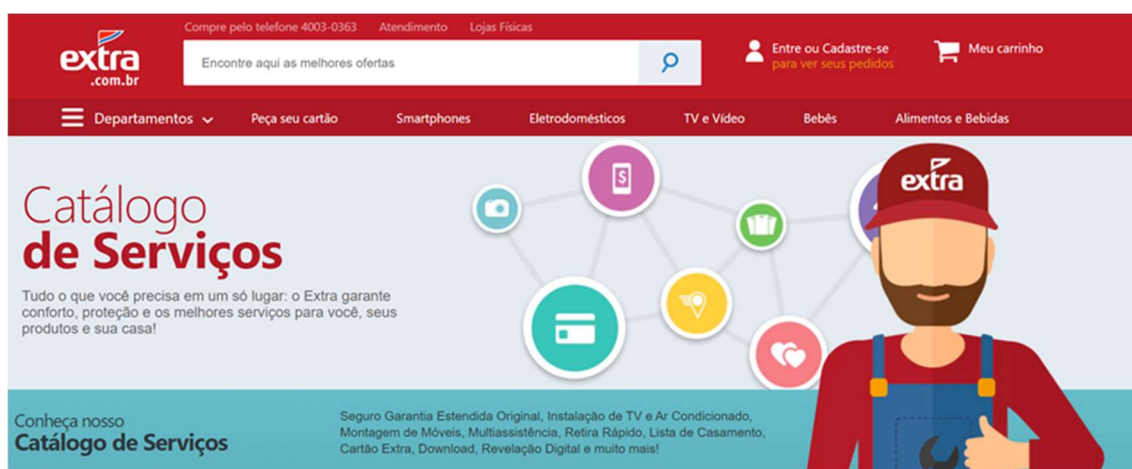 Compre pelo telefone 4003-0363 Atendimento Lojas Físicas
extra
.com.br
Encontre aqui as melhores ofertas
Entre ou Cadastre-se
para ver seus pedidos
Meu carrinho
Departamentos Peça seu cartão Smartphones Eletrodomésticos TV e Vídeo Bebês Alimentos e Bebidas
Catálogo
de Serviços
Tudo o que você precisa em um só lugar: o Extra garante
conforto, proteção e os melhores serviços para você, seus
produtos e sua casa!
$
extra
Conheça nosso
Catálogo de Serviços
Seguro Garantia Estendida Original, Instalação de TV e Ar Condicionado,
Montagem de Móveis, Multiassistência, Retira Rápido, Lista de Casamento,
Cartão Extra, Download, Revelação Digital e muito mais!